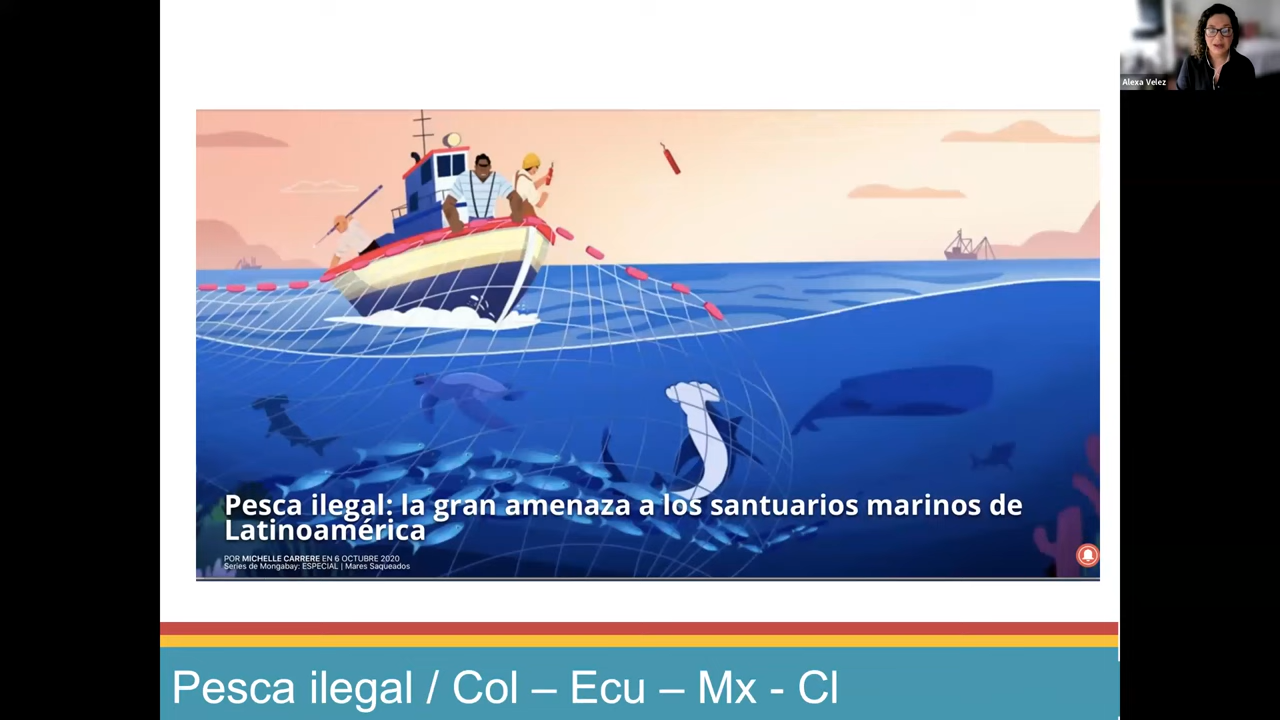 Alexa Velez
Pesca ilegal: la gran amenaza a los santuarios marinos de
Latinoamérica
POR MICHELLE CARRERE EN 6 OCTUBRE 2020
Series de Mongabay: ESPECIAL | Mares Saqueados
Pesca ilegal / Col – Ecu – Mx - Cl